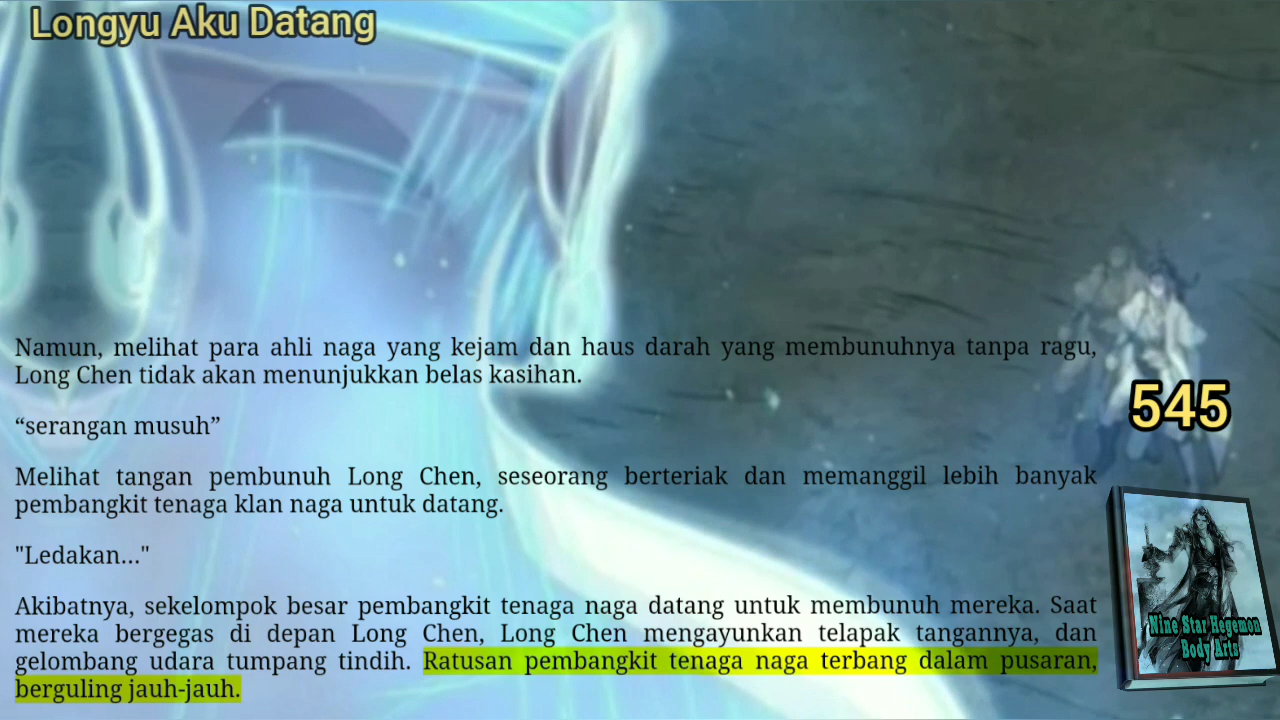 Longyu Aku Datang
Namun, melihat para ahli naga yang kejam dan haus darah yang membunuhnya tanpa ragu,
Long Chen tidak akan menunjukkan belas kasihan.
“serangan musuh”
Melihat tangan pembunuh Long Chen, seseorang berteriak dan memanggil lebih banyak
pembangkit tenaga klan naga untuk datang.
"Ledakan..."
Akibatnya, sekelompok besar pembangkit tenaga naga datang untuk membunuh mereka. Saat
mereka bergegas di depan Long Chen, Long Chen mengayunkan telapak tangannya, dan
gelombang udara tumpang tindih. Ratusan pembangkit tenaga naga terbang dalam pusaran,
berguling jauh-jauh.
545
Nine Star Hegemon
Body Arts